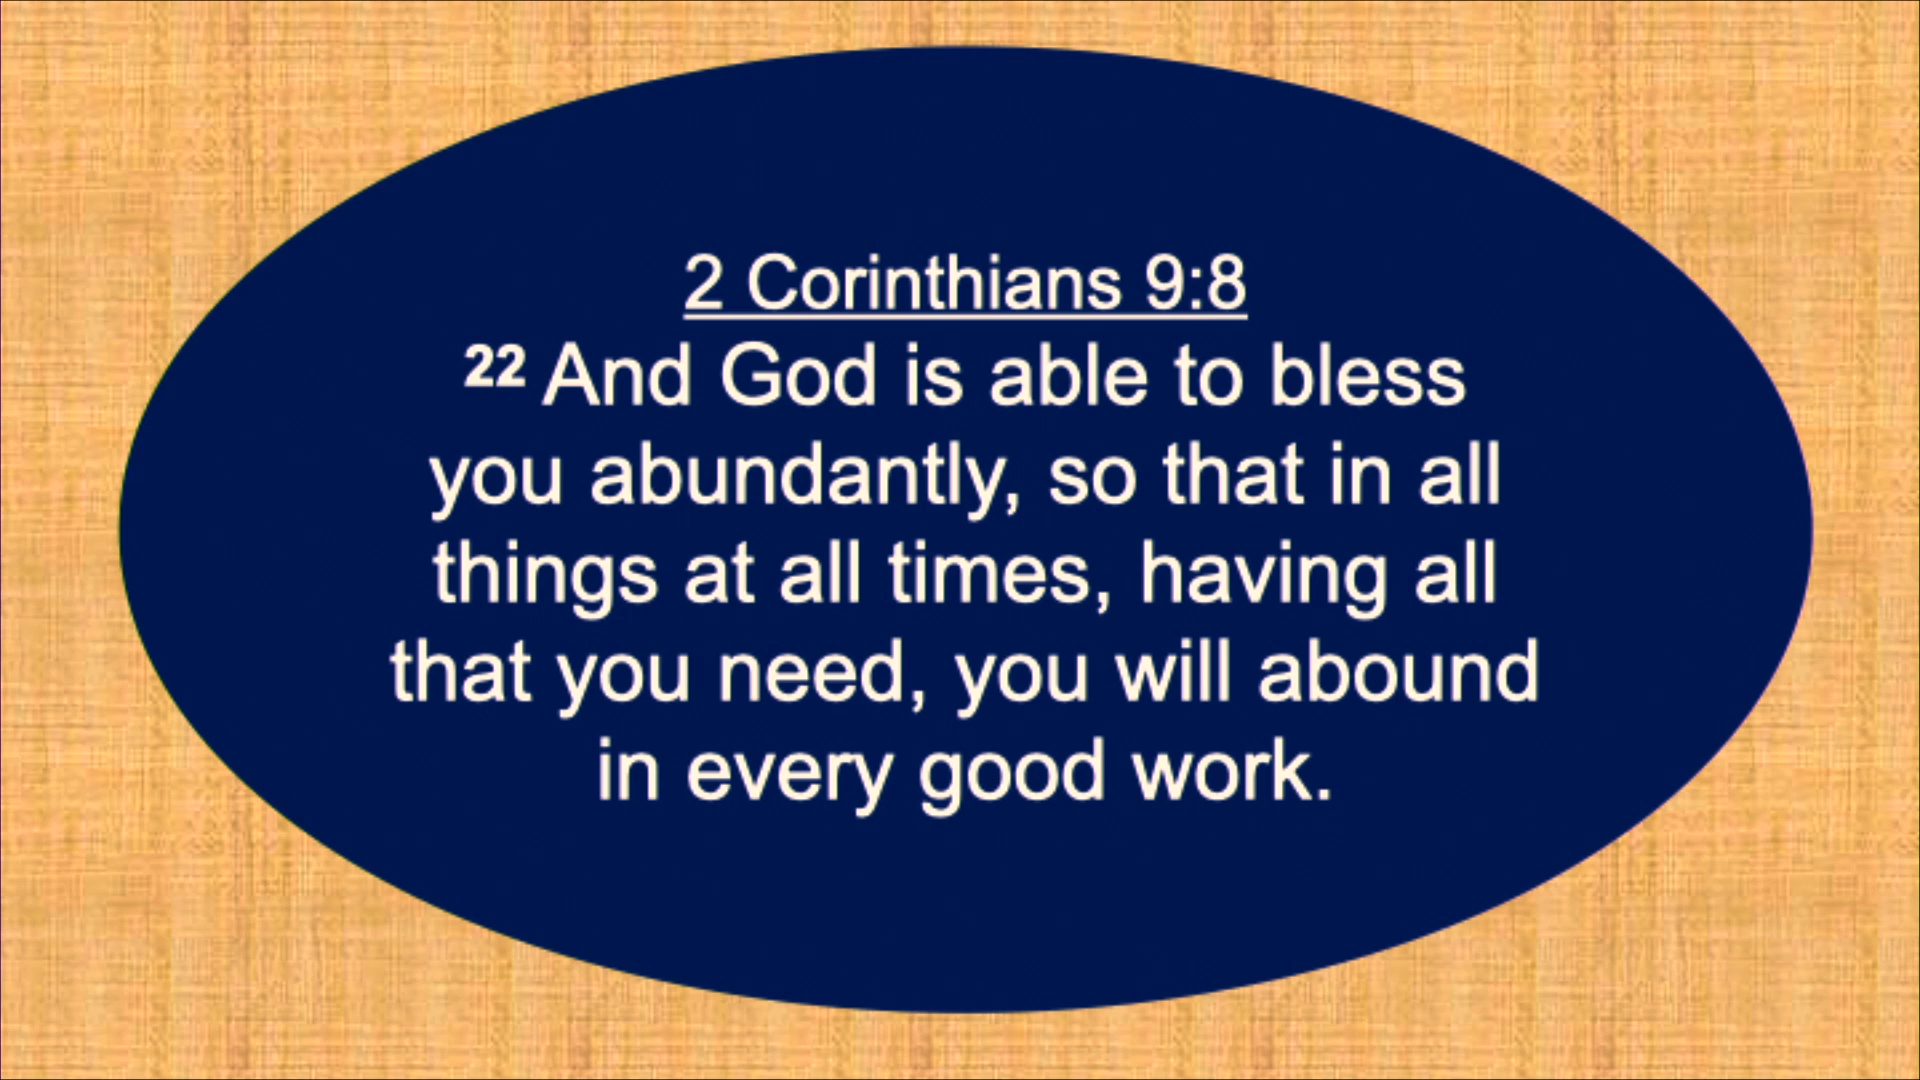 2 Corinthians 9:8
22 And God is able to bless
you abundantly, so that in all
things at all times, having all
that you need, you will abound
in every good work.